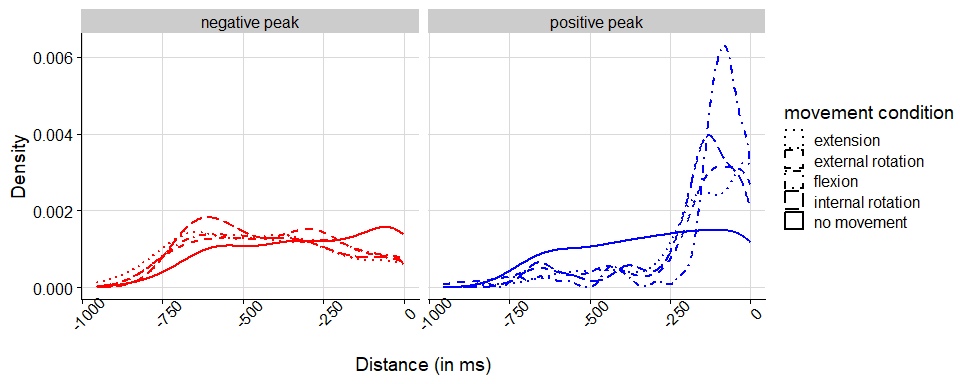 negative peak
positive peak
0.006
0.004
0.002
0.000
Density
-1000
-750
-500
-250
0
-1000
-750
-500
-250
0
Distance (in ms)
movement condition
extension
external rotation
flexion
internal rotation
no movement